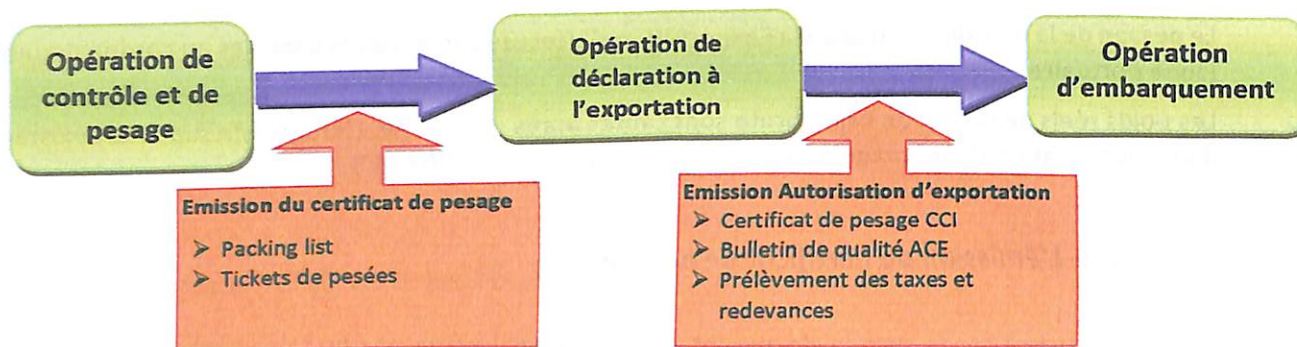 Opération de
contrôle et de
pesage
Opération de
déclaration à
l'exportation
Opération
d'embarquement
Emission du certificat de pesage
➢ Packing list
➢ Tickets de pesées
Emission Autorisation d'exportation
➢ Certificat de pesage CCI
➢ Bulletin de qualité ACE
➢ Prélèvement des taxes et
redevances